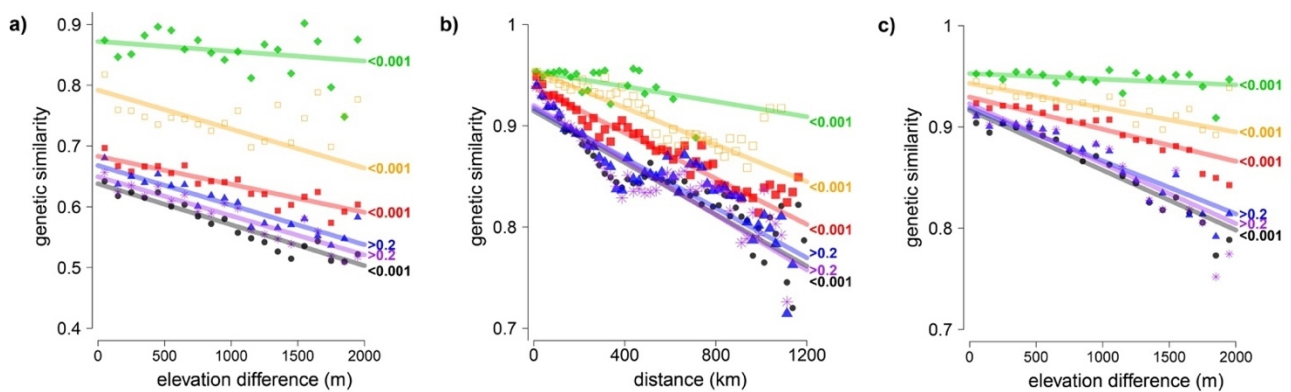 a)
genetic similarity
0.9
0.8
0.7
0.6
0.5
0.4
<0.001
<0.001
<0.001
>0.2
>0.2
<0.001
0 500 1000 1500 2000
elevation difference (m)
b)
genetic similarity
1
0.9
0.8
0.7
<0.001
<0.001
<0.001
>0.2
>0.2
<0.001
0 400 800 1200
distance (km)
c)
genetic similarity
1
0.9
0.8
0.7
<0.001
<0.001
<0.001
>0.2
>0.2
<0.001
0 500 1000 1500 2000
elevation difference (m)